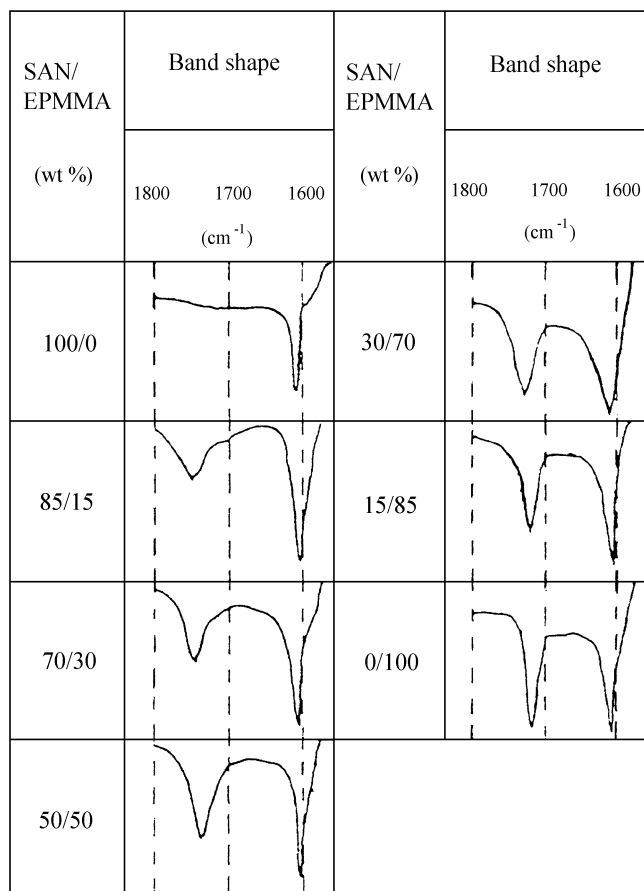 SAN/
EPMMA
(wt %)
Band shape
1800 1700 1600
(cm-1)
SAN/
EPMMA
(wt %)
Band shape
1800 1700 1600
(cm-1)
100/0
30/70
85/15
15/85
70/30
0/100
50/50